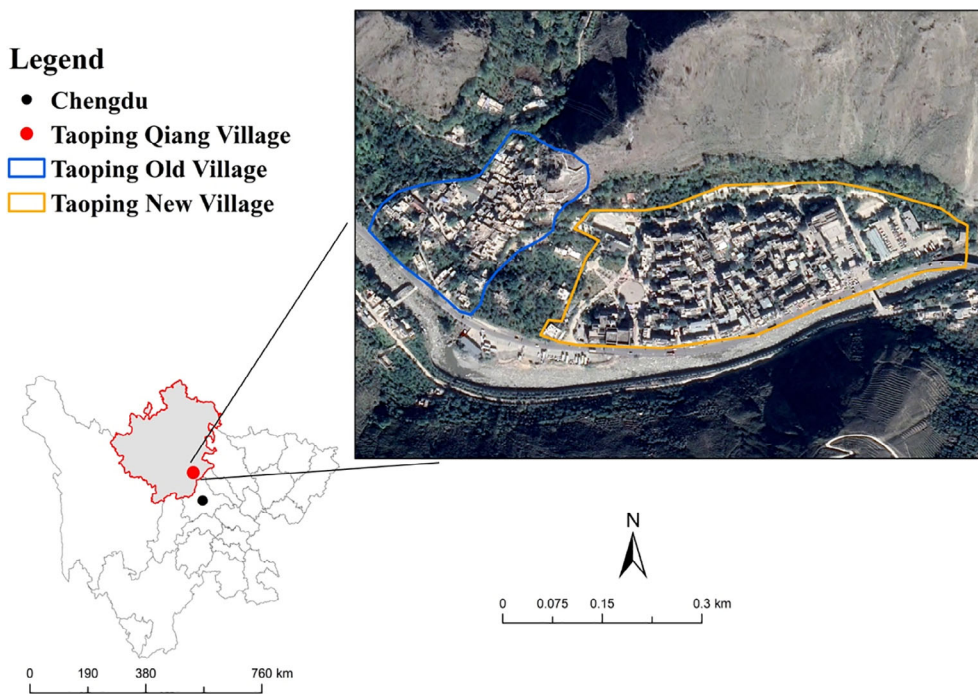 Legend
Chengdu
Taoping Qiang Village
Taoping Old Village
Taoping New Village
N
0 0.075 0.15 0.3 km
0 190 380 760 km